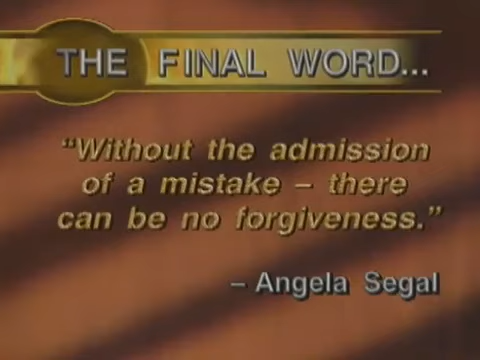 THE FINAL WORD...
"Without the admission
of a mistake – there
can be no forgiveness."
– Angela Segal